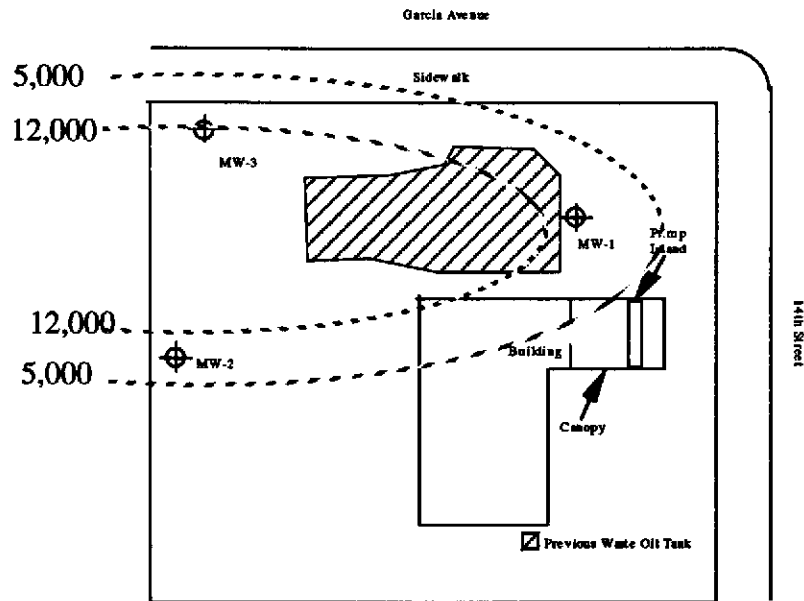 Garcia Avenue
5,000
Sidewalk
12,000
MW-3
MW-1
Pump
Island
14th Street
12,000
MW-2
5,000
Building
Canopy
Previous Waste Oil Tank